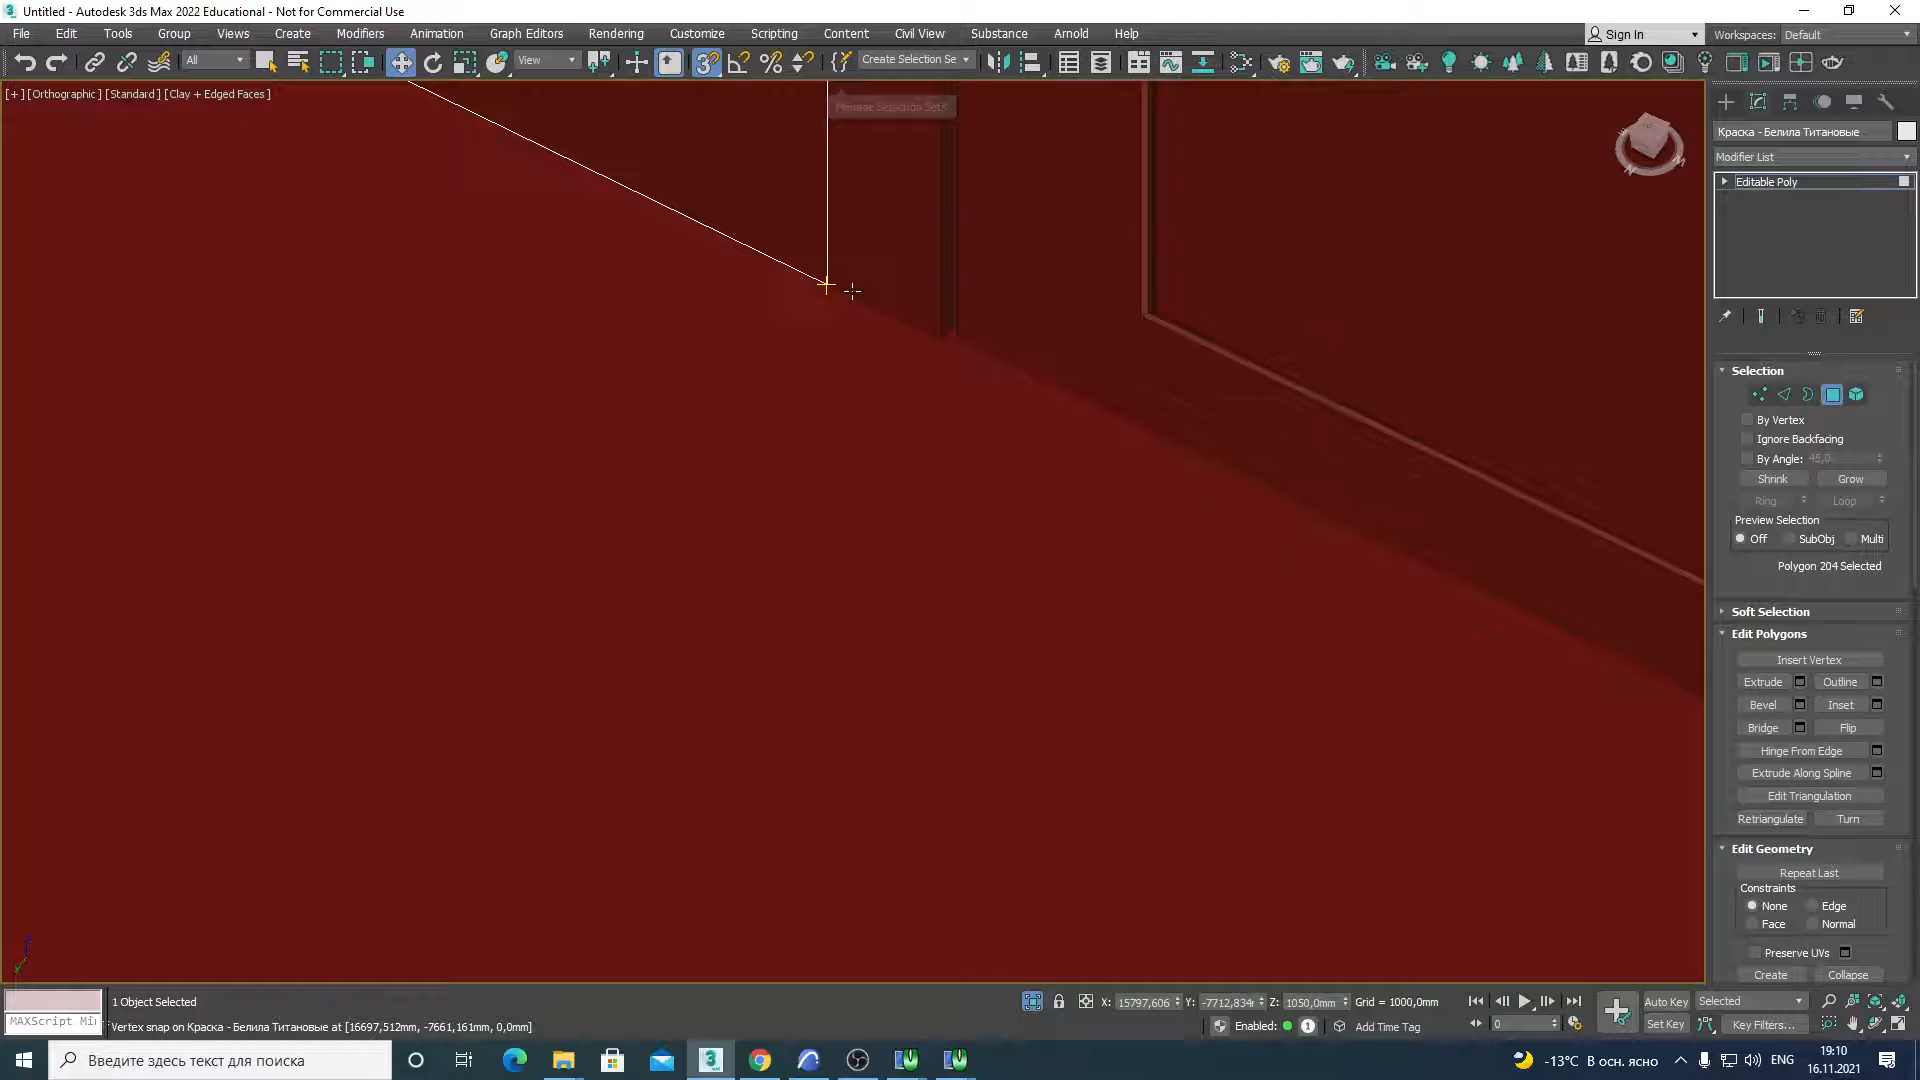 Untitled - Autodesk 3ds Max 2022 Educational - Not for Commercial Use
File Edit Tools Group Views Create Modifiers Animation Graph Editors Rendering Customize Scripting Content Civil View Substance Arnold Help
Sign In
Workspaces: Default
All
View
Create Selection Se
[+] [Orthographic] [Standard] [Clay + Edged Faces]
Краска - Белила Титановые
Modifier List
Editable Poly
Selection
By Vertex
Ignore Backfacing
By Angle: 45,0
Shrink Grow
Ring Loop
Preview Selection
Off SubObj Multi
Polygon 204 Selected
Soft Selection
Edit Polygons
Insert Vertex
Extrude Outline
Bevel Inset
Bridge Flip
Hinge From Edge
Extrude Along Spline
Edit Triangulation
Retriangulate Turn
Edit Geometry
Repeat Last
Constraints
None Edge
Face Normal
Preserve UVs
Create Collapse
1 Object Selected
X: 15797,606 Y: -7712,834 Z: 1050,0mm Grid = 1000,0mm
Auto Key Selected
MAXScript Mi
Vertex snap on Краска - Белила Титановые at [16697,512mm, -7661,161mm, 0,0mm]
Enabled: 1 Add Time Tag
0
Set Key Key Filters...
Введите здесь текст для поиска
-13°C В осн. ясно
ENG
19:10
16.11.2021